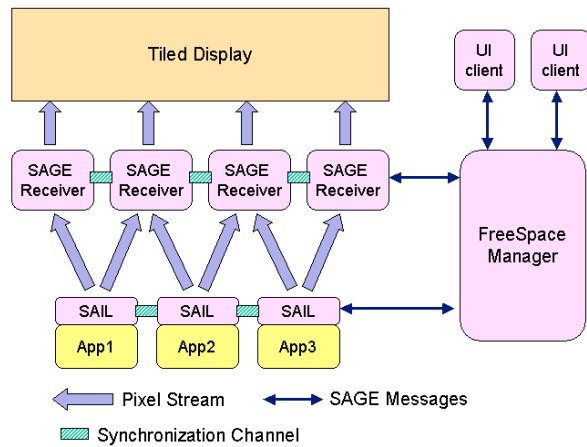 Tiled Display
UI
client
UI
client
SAGE
Receiver
SAGE
Receiver
SAGE
Receiver
SAGE
Receiver
FreeSpace
Manager
SAIL
SAIL
SAIL
App1
App2
App3
Pixel Stream
SAGE Messages
Synchronization Channel